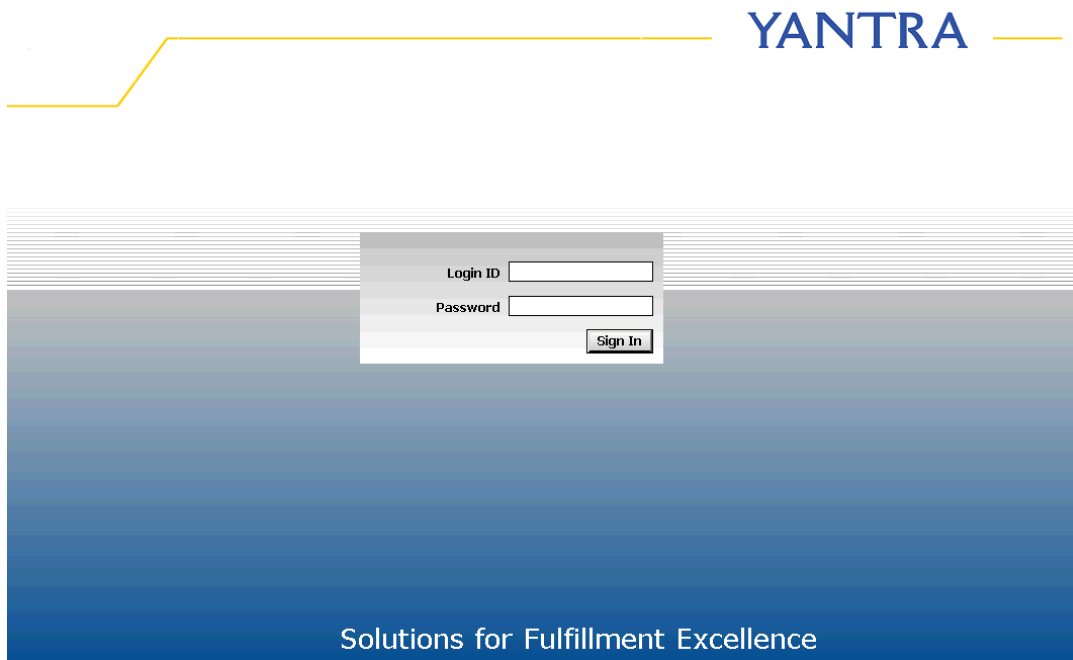 YANTRA
Login ID
Password
Sign In
Solutions for Fulfillment Excellence